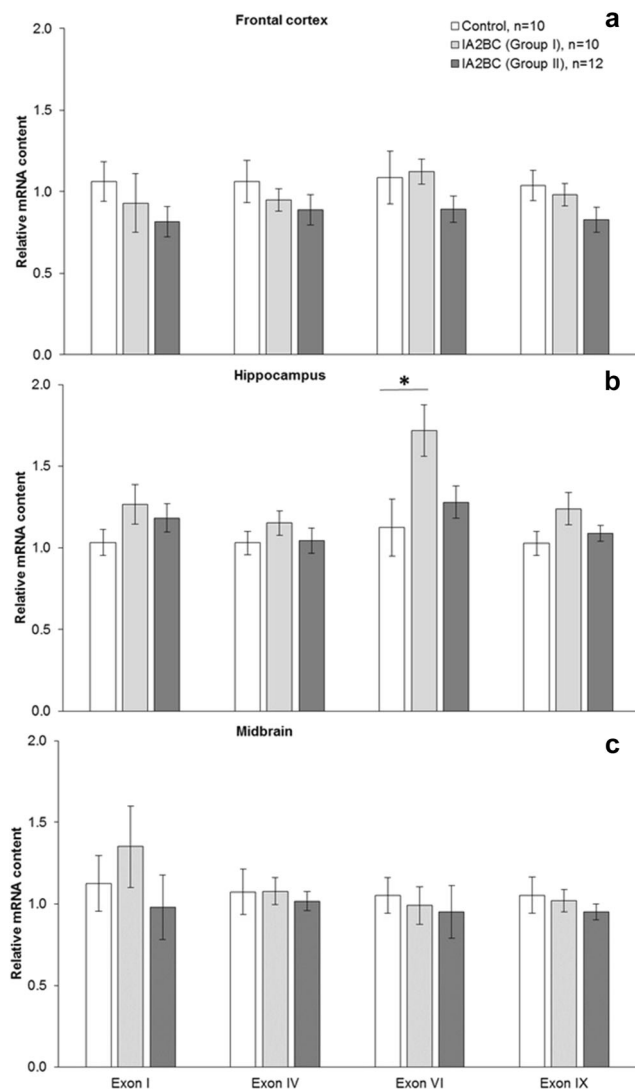 Frontal cortex
a
Control, n=10
IA2BC (Group I), n=10
IA2BC (Group II), n=12
Relative mRNA content
2.0
1.5
1.0
0.5
0.0
Hippocampus
b
*
Relative mRNA content
2.0
1.5
1.0
0.5
0.0
Midbrain
c
Relative mRNA content
2.0
1.5
1.0
0.5
0.0
Exon I Exon IV Exon VI Exon IX